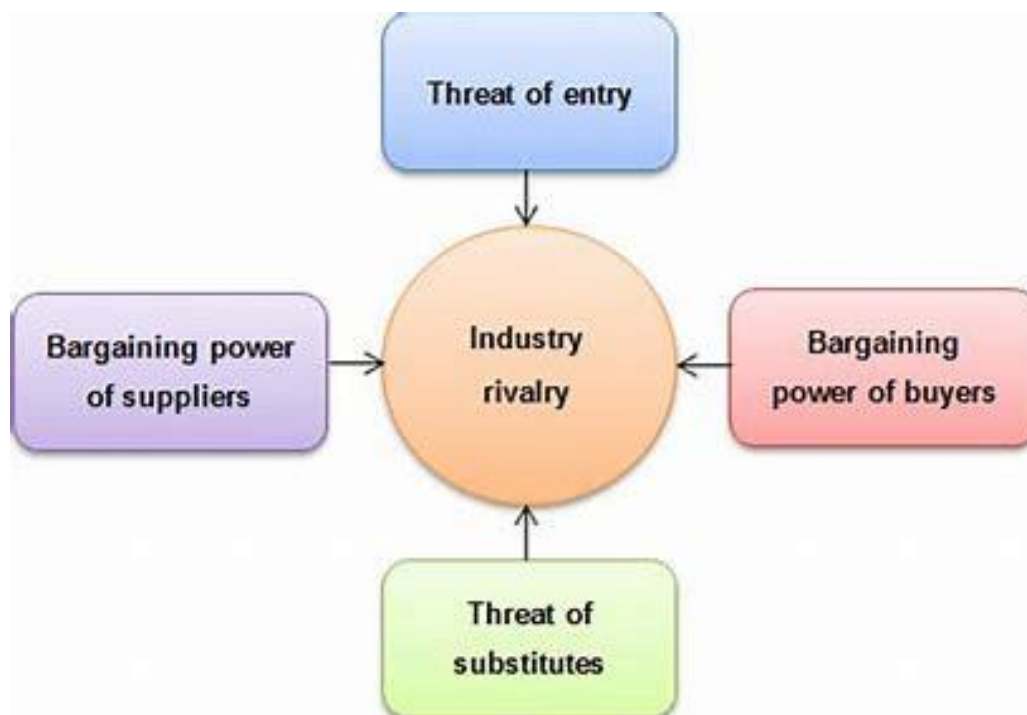 Threat of entry
Bargaining power
of suppliers
Industry
rivalry
Bargaining
power of buyers
Threat of
substitutes